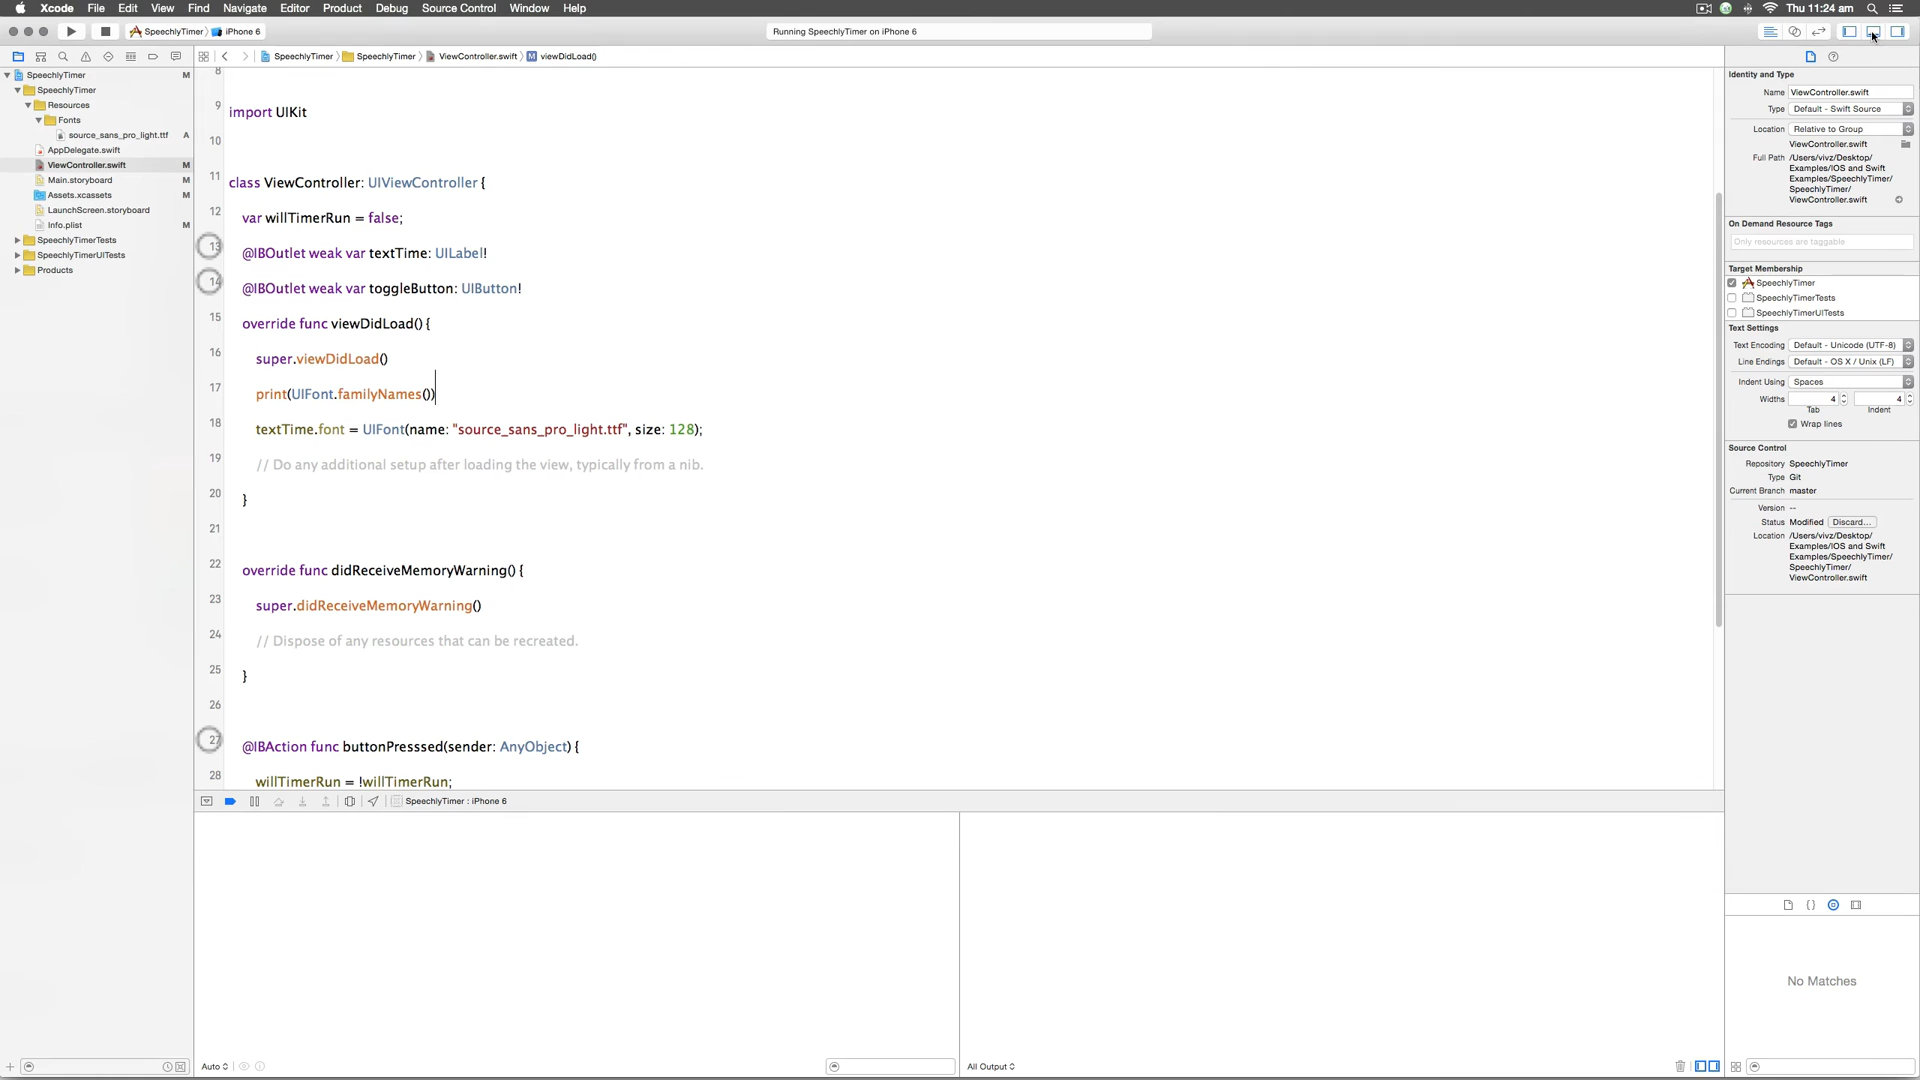 Xcode File Edit View Find Navigate Editor Product Debug Source Control Window Help Thu 11:24 am
SpeechlyTimer iPhone 6 Running SpeechlyTimer on iPhone 6
SpeechlyTimer SpeechlyTimer ViewController.swift M viewDidLoad()
SpeechlyTimer M
SpeechlyTimer
Resources
Fonts
source_sans_pro_light.ttf A
AppDelegate.swift
ViewController.swift M
Main.storyboard M
Assets.xcassets M
LaunchScreen.storyboard
Info.plist M
SpeechlyTimerTests
SpeechlyTimerUITests
Products
8
9 import UIKit
10
11 class ViewController: UIViewController {
12 var willTimerRun = false;
13 @IBOutlet weak var textTime: UILabel!
14 @IBOutlet weak var toggleButton: UIButton!
15 override func viewDidLoad() {
16 super.viewDidLoad()
17 print(UIFont.familyNames())
18 textTime.font = UIFont(name: "source_sans_pro_light.ttf", size: 128);
19 // Do any additional setup after loading the view, typically from a nib.
20 }
21
22 override func didReceiveMemoryWarning() {
23 super.didReceiveMemoryWarning()
24 // Dispose of any resources that can be recreated.
25 }
26
27 @IBAction func buttonPresssed(sender: AnyObject) {
28 willTimerRun = !willTimerRun;
SpeechlyTimer : iPhone 6
Auto
All Output
Identity and Type
Name ViewController.swift
Type Default - Swift Source
Location Relative to Group
ViewController.swift
Full Path /Users/vivz/Desktop/
Examples/IOS and Swift
Examples/SpeechlyTimer/
SpeechlyTimer/
ViewController.swift
On Demand Resource Tags
Only resources are taggable
Target Membership
SpeechlyTimer
SpeechlyTimerTests
SpeechlyTimerUITests
Text Settings
Text Encoding Default - Unicode (UTF-8)
Line Endings Default - OS X / Unix (LF)
Indent Using Spaces
Widths 4 4
Tab Indent
Wrap lines
Source Control
Repository SpeechlyTimer
Type Git
Current Branch master
Version --
Status Modified Discard...
Location /Users/vivz/Desktop/
Examples/IOS and Swift
Examples/SpeechlyTimer/
SpeechlyTimer/
ViewController.swift
No Matches